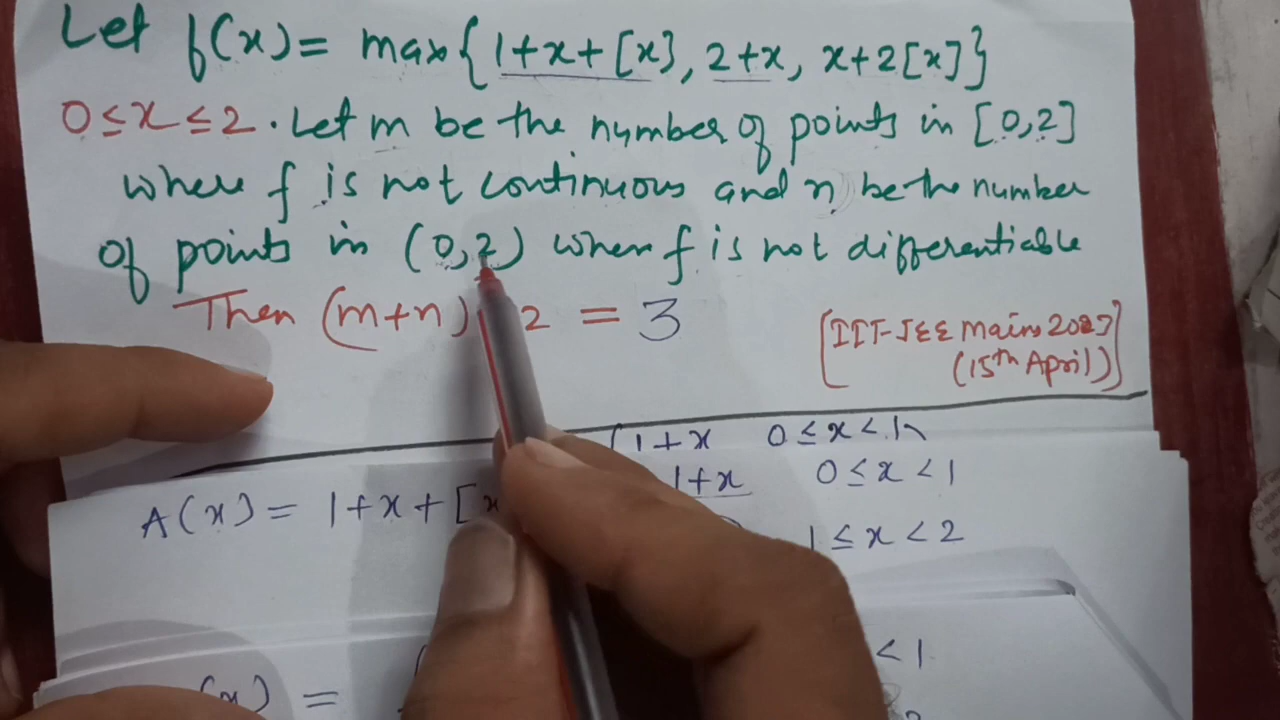 Let f(x) = max{1+x+[x], 2+x, x+2[x]}
0≤x≤2. Let m be the number of points in [0,2]
where f is not continuous and n be the number
of points in (0,2) when f is not differentiable
Then (m+n) 2 = 3
[IIT-JEE Mains 2023
(15th April)]
1+x 0≤x<1
1+x 0≤x<1
A(x) = 1+x+[x
1≤x<2
<1
(x) =